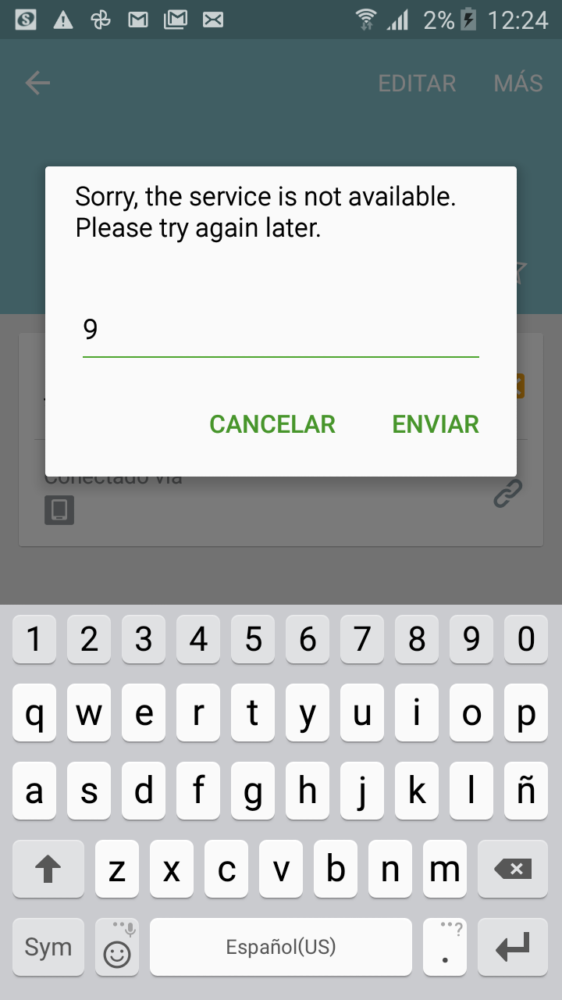 2% 12:24
EDITAR MÁS
Sorry, the service is not available.
Please try again later.
9
CANCELAR ENVIAR
Conectado vía
1 2 3 4 5 6 7 8 9 0
q w e r t y u i o p
a s d f g h j k l ñ
z x c v b n m
Sym Español(US) . ?